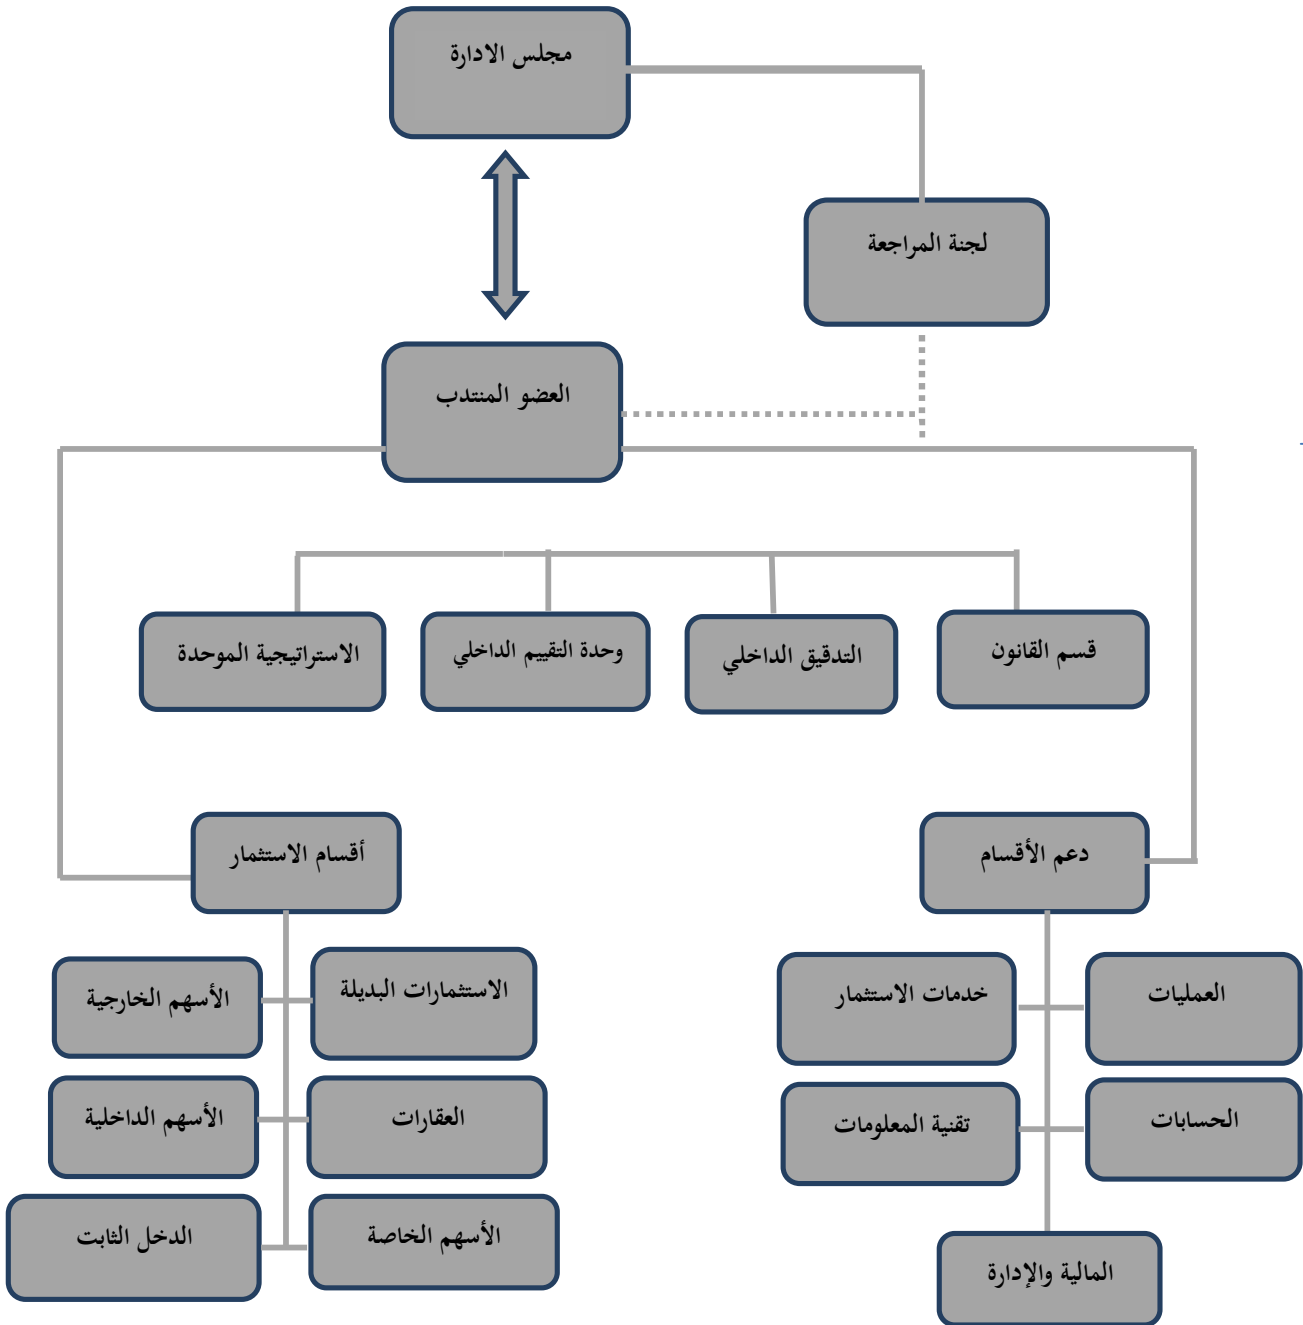 مجلس الادارة
لجنة المراجعة
العضو المنتدب
قسم القانون
التدقيق الداخلي
وحدة التقييم الداخلي
الاستراتيجية الموحدة
دعم الأقسام
أقسام الاستثمار
العمليات
خدمات الاستثمار
الاستثمارات البديلة
الأسهم الخارجية
الحسابات
تقنية المعلومات
العقارات
الأسهم الداخلية
المالية والإدارة
الأسهم الخاصة
الدخل الثابت